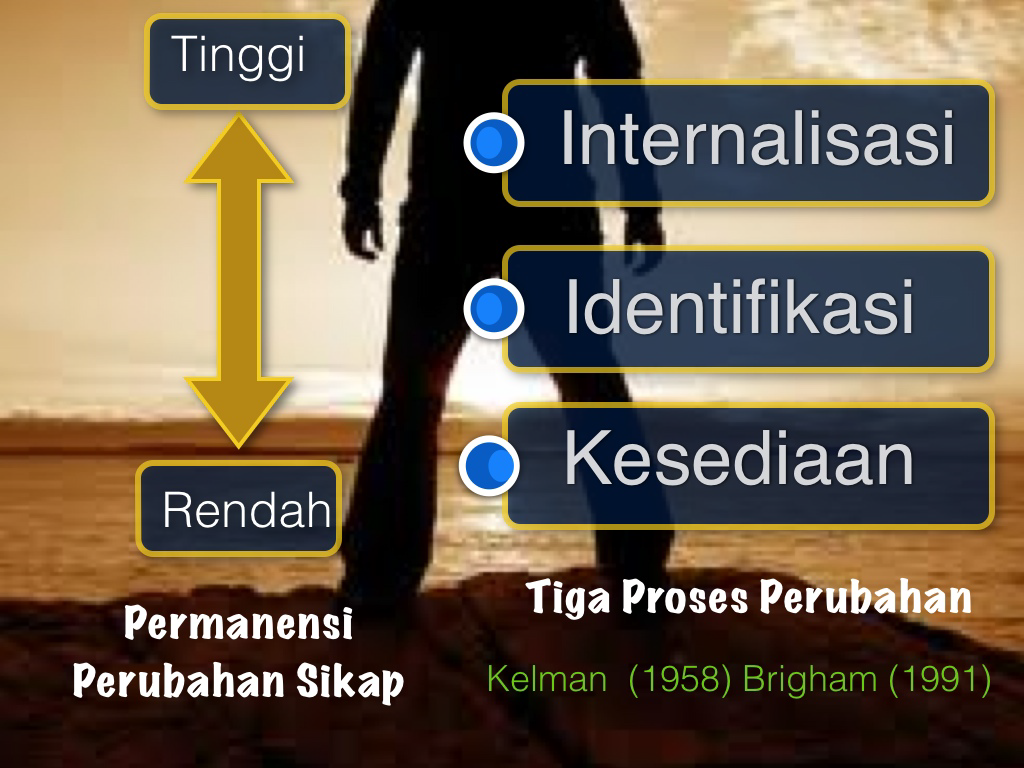 Tinggi
Internalisasi
Identifikasi
Kesediaan
Rendah
Tiga Proses Perubahan
Permanensi
Perubahan Sikap
Kelman (1958) Brigham (1991)